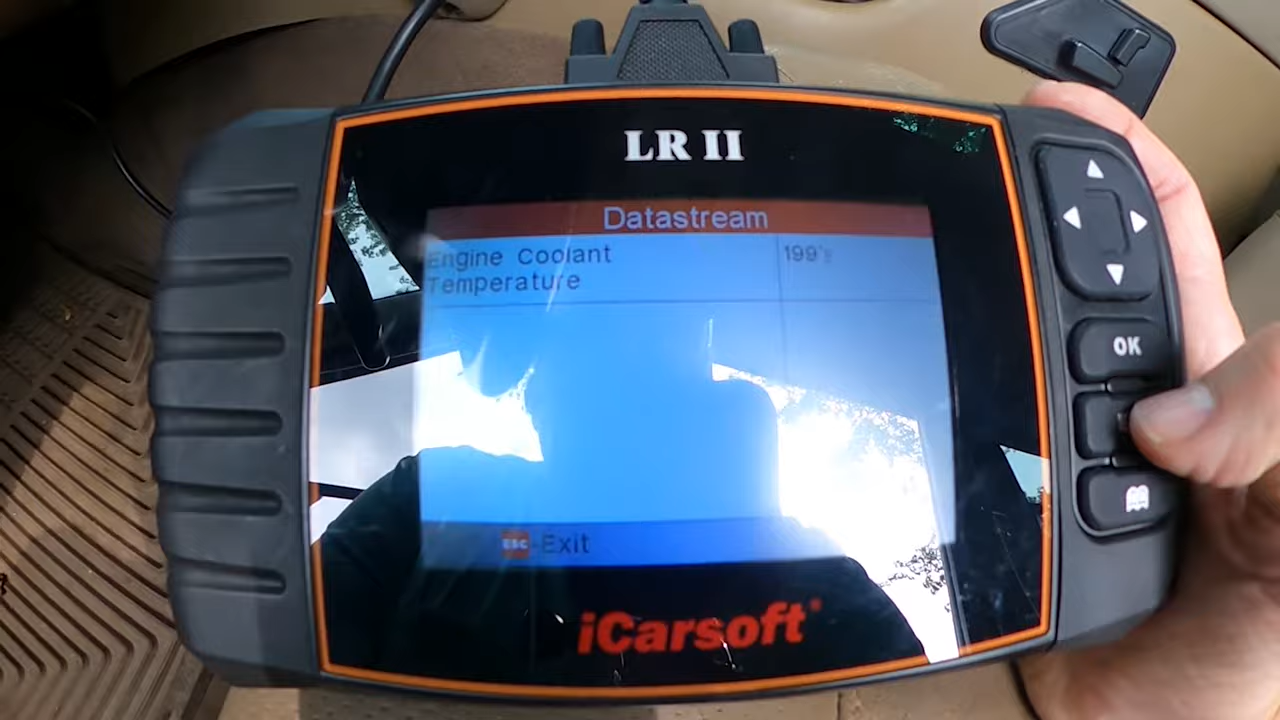 LR II
Datastream
Engine Coolant 199°F
Temperature
ESC-Exit
iCarsoft®
OK